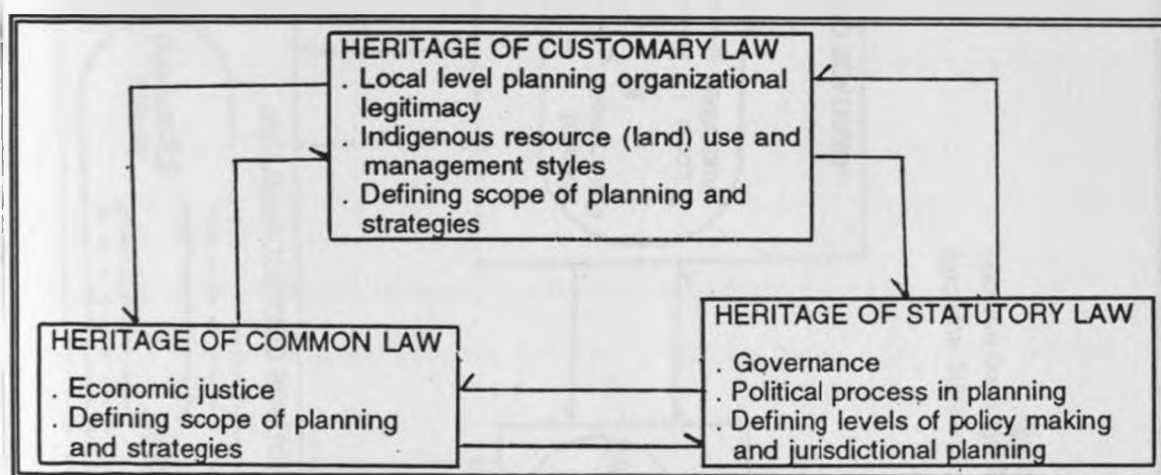 HERITAGE OF CUSTOMARY LAW
. Local level planning organizational
legitimacy
. Indigenous resource (land) use and
management styles
. Defining scope of planning and
strategies
HERITAGE OF COMMON LAW
. Economic justice
. Defining scope of planning
and strategies
HERITAGE OF STATUTORY LAW
. Governance
. Political process in planning
. Defining levels of policy making
and jurisdictional planning